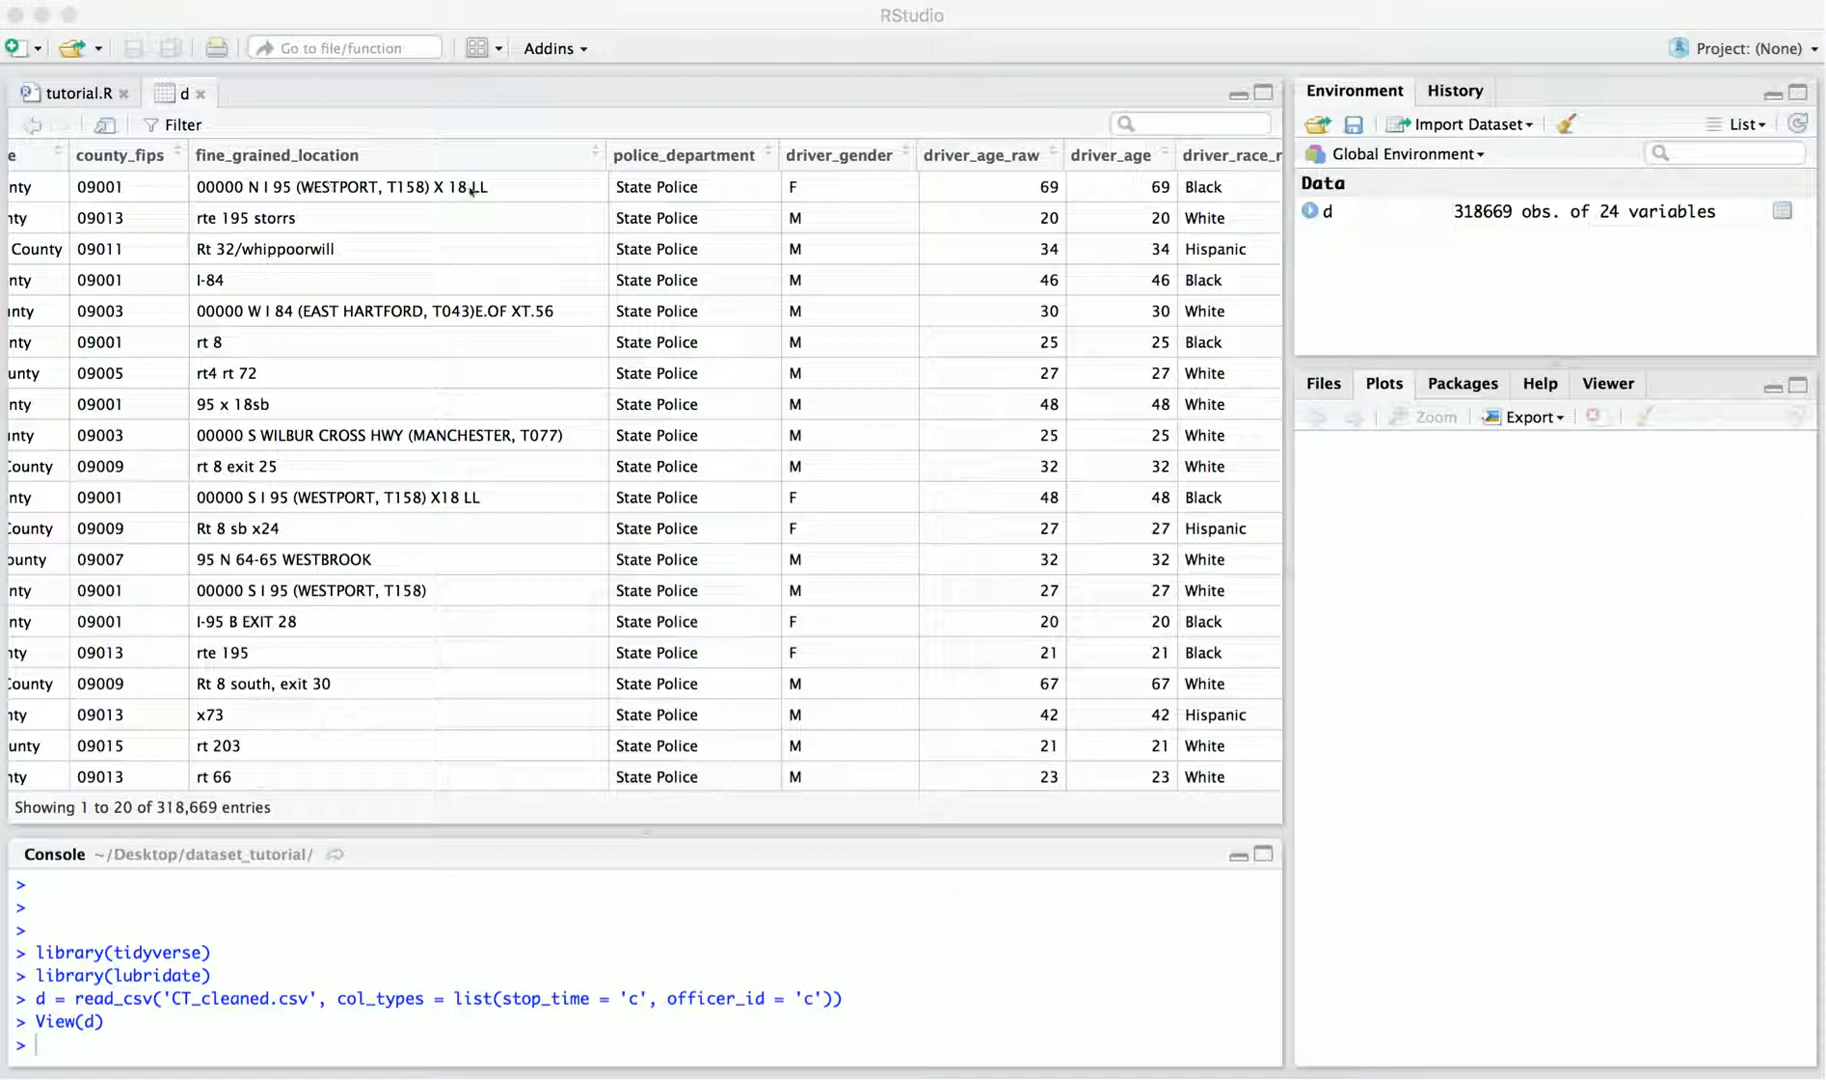 RStudio
Go to file/function Addins Project: (None)
tutorial.R d
Filter
e county_fips fine_grained_location police_department driver_gender driver_age_raw driver_age driver_race_r
nty 09001 00000 N I 95 (WESTPORT, T158) X 18 LL State Police F 69 69 Black
nty 09013 rte 195 storrs State Police M 20 20 White
County 09011 Rt 32/whippoorwill State Police M 34 34 Hispanic
nty 09001 I-84 State Police M 46 46 Black
unty 09003 00000 W I 84 (EAST HARTFORD, T043)E.OF XT.56 State Police M 30 30 White
nty 09001 rt 8 State Police M 25 25 Black
unty 09005 rt4 rt 72 State Police M 27 27 White
nty 09001 95 x 18sb State Police M 48 48 White
unty 09003 00000 S WILBUR CROSS HWY (MANCHESTER, T077) State Police M 25 25 White
County 09009 rt 8 exit 25 State Police M 32 32 White
nty 09001 00000 S I 95 (WESTPORT, T158) X18 LL State Police F 48 48 Black
County 09009 Rt 8 sb x24 State Police F 27 27 Hispanic
ounty 09007 95 N 64-65 WESTBROOK State Police M 32 32 White
nty 09001 00000 S I 95 (WESTPORT, T158) State Police M 27 27 White
nty 09001 I-95 B EXIT 28 State Police F 20 20 Black
nty 09013 rte 195 State Police F 21 21 Black
County 09009 Rt 8 south, exit 30 State Police M 67 67 White
nty 09013 x73 State Police M 42 42 Hispanic
unty 09015 rt 203 State Police M 21 21 White
nty 09013 rt 66 State Police M 23 23 White
Showing 1 to 20 of 318,669 entries
Console ~/Desktop/dataset_tutorial/
>
>
>
> library(tidyverse)
> library(lubridate)
> d = read_csv('CT_cleaned.csv', col_types = list(stop_time = 'c', officer_id = 'c'))
> View(d)
>
Environment History
Import Dataset List
Global Environment
Data
d 318669 obs. of 24 variables
Files Plots Packages Help Viewer
Zoom Export